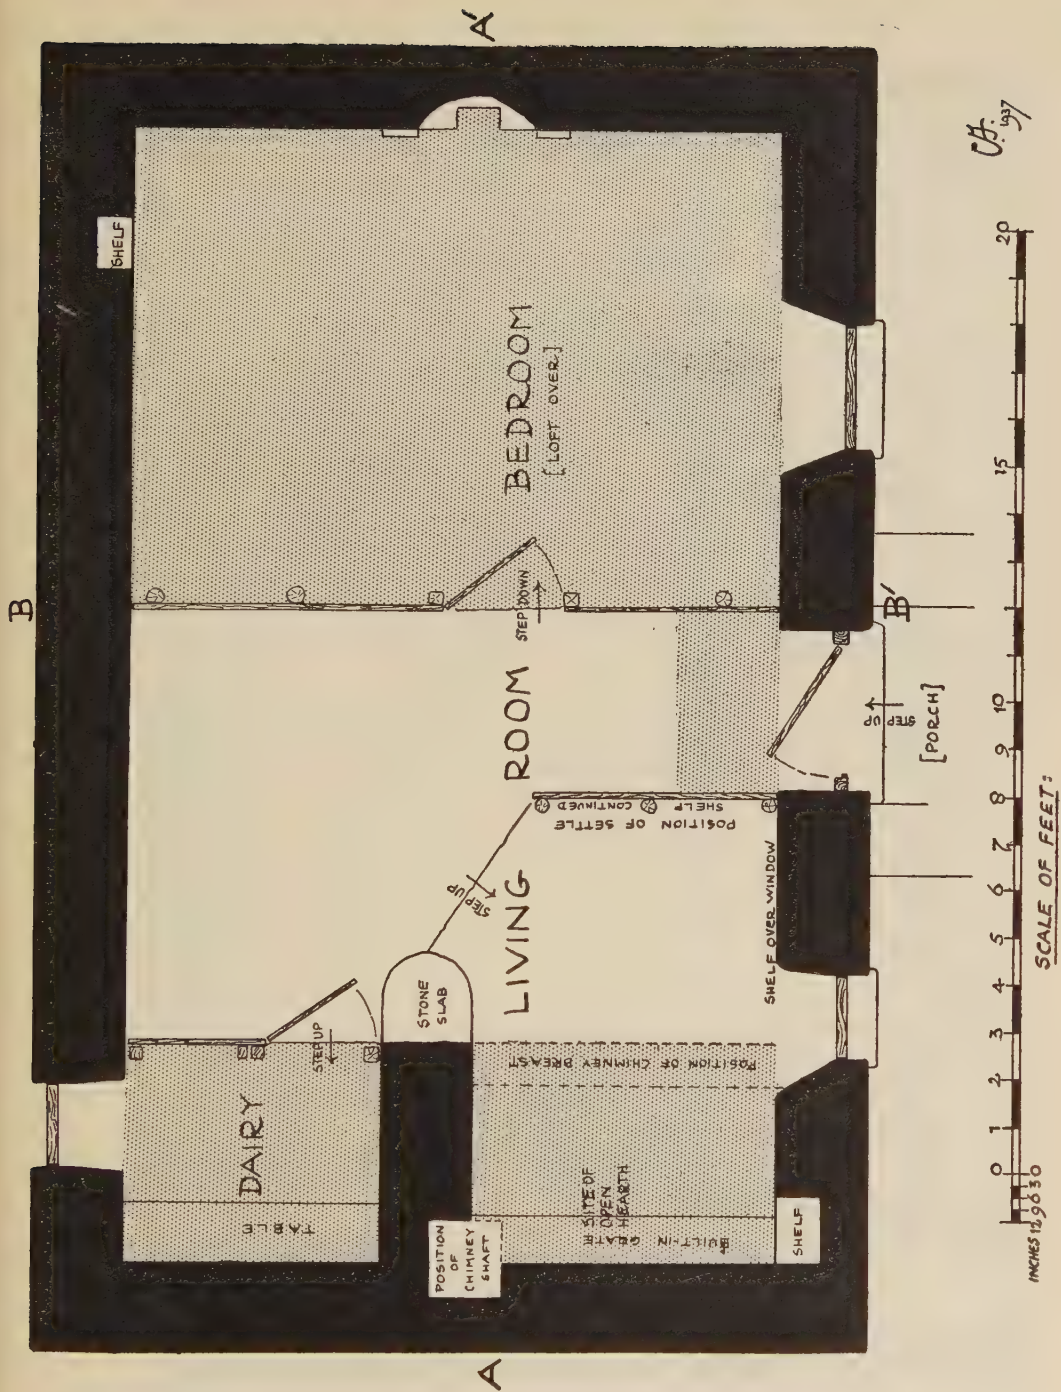 A
A'
B
B'
SHELF
BEDROOM
[LOFT OVER]
STEP DOWN
LIVING ROOM
STEP UP
[PORCH]
POSITION OF SETTLE
SHELF CONTINUED
STEP UP
STONE
SLAB
SHELF OVER WINDOW
POSITION OF CHIMNEY BREAST
STEP UP
DAIRY
TABLE
POSITION
OF
CHIMNEY
SHAFT
SITE OF
OPEN
HEARTH
BUILT-IN
GRATE
SHELF
INCHES 12 9 6 3 0
0 1 2 3 4 5 6 7 8 9 10 15 20
SCALE OF FEET:
1937